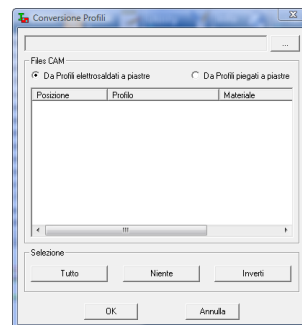 Conversione Profili
...
Files CAM
Da Profili elettrosaldati a piastre Da Profili piegati a piastre
Posizione Profilo Materiale
Selezione
Tutto Niente Inverti
OK Annulla